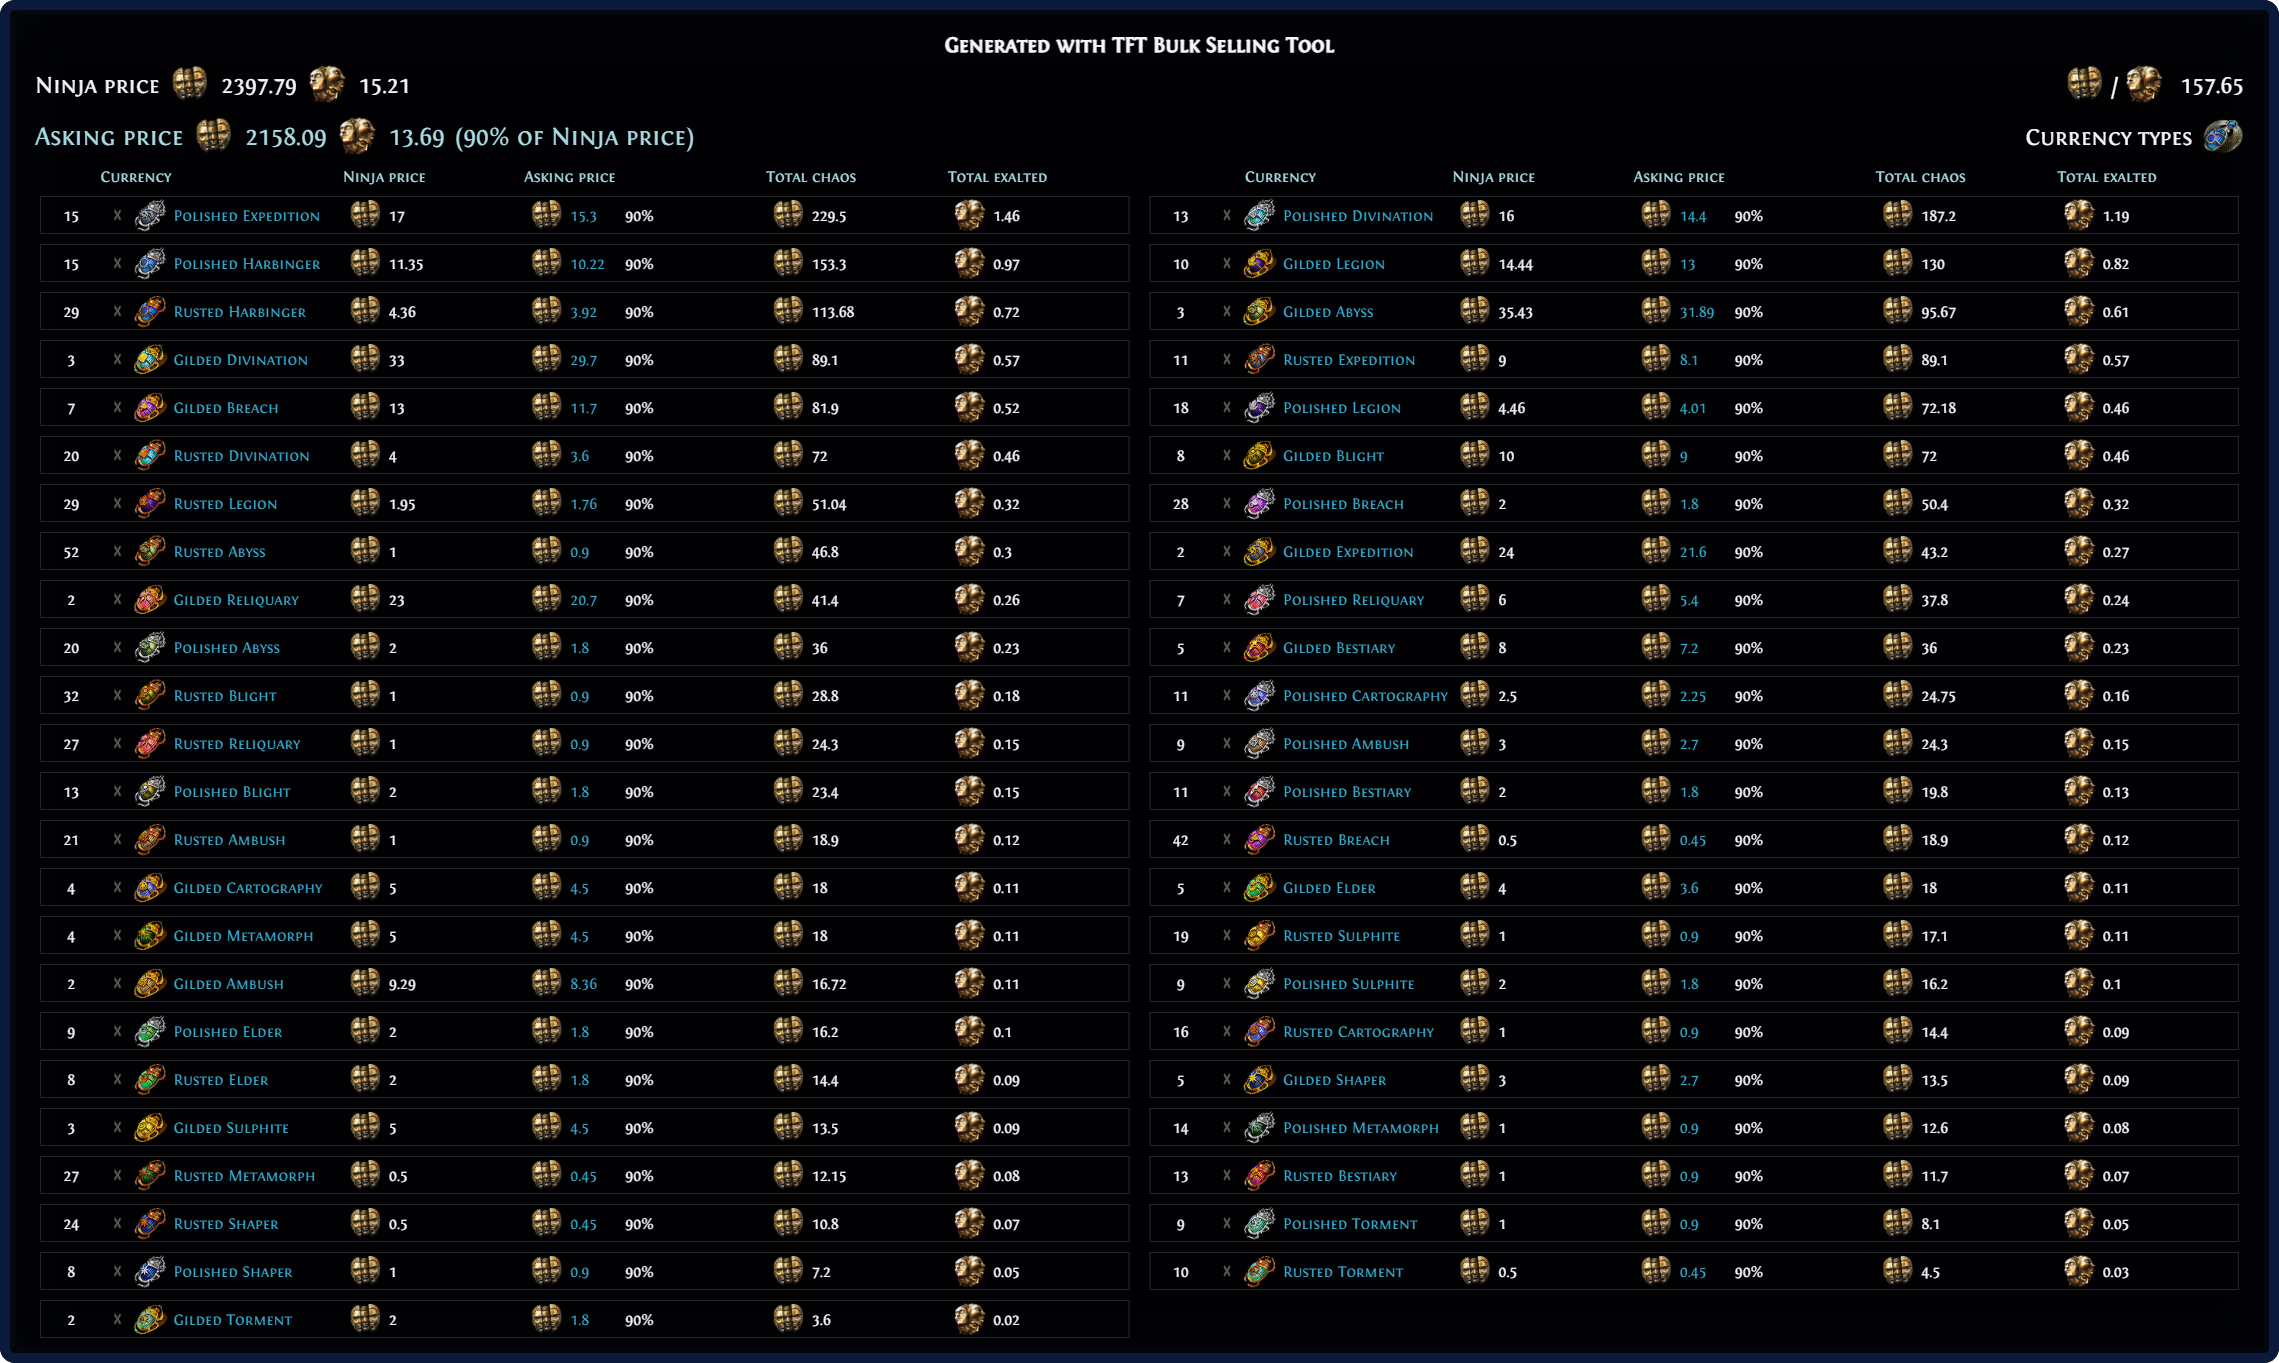 Generated with TFT Bulk Selling Tool
Ninja price 2397.79 15.21 / 157.65
Asking price 2158.09 13.69 (90% of Ninja price) Currency types
Currency Ninja price Asking price Total chaos Total exalted Currency Ninja price Asking price Total chaos Total exalted
15 x Polished Expedition 17 15.3 90% 229.5 1.46 13 x Polished Divination 16 14.4 90% 187.2 1.19
15 x Polished Harbinger 11.35 10.22 90% 153.3 0.97 10 x Gilded Legion 14.44 13 90% 130 0.82
29 x Rusted Harbinger 4.36 3.92 90% 113.68 0.72 3 x Gilded Abyss 35.43 31.89 90% 95.67 0.61
3 x Gilded Divination 33 29.7 90% 89.1 0.57 11 x Rusted Expedition 9 8.1 90% 89.1 0.57
7 x Gilded Breach 13 11.7 90% 81.9 0.52 18 x Polished Legion 4.46 4.01 90% 72.18 0.46
20 x Rusted Divination 4 3.6 90% 72 0.46 8 x Gilded Blight 10 9 90% 72 0.46
29 x Rusted Legion 1.95 1.76 90% 51.04 0.32 28 x Polished Breach 2 1.8 90% 50.4 0.32
52 x Rusted Abyss 1 0.9 90% 46.8 0.3 2 x Gilded Expedition 24 21.6 90% 43.2 0.27
2 x Gilded Reliquary 23 20.7 90% 41.4 0.26 7 x Polished Reliquary 6 5.4 90% 37.8 0.24
20 x Polished Abyss 2 1.8 90% 36 0.23 5 x Gilded Bestiary 8 7.2 90% 36 0.23
32 x Rusted Blight 1 0.9 90% 28.8 0.18 11 x Polished Cartography 2.5 2.25 90% 24.75 0.16
27 x Rusted Reliquary 1 0.9 90% 24.3 0.15 9 x Polished Ambush 3 2.7 90% 24.3 0.15
13 x Polished Blight 2 1.8 90% 23.4 0.15 11 x Polished Bestiary 2 1.8 90% 19.8 0.13
21 x Rusted Ambush 1 0.9 90% 18.9 0.12 42 x Rusted Breach 0.5 0.45 90% 18.9 0.12
4 x Gilded Cartography 5 4.5 90% 18 0.11 5 x Gilded Elder 4 3.6 90% 18 0.11
4 x Gilded Metamorph 5 4.5 90% 18 0.11 19 x Rusted Sulphite 1 0.9 90% 17.1 0.11
2 x Gilded Ambush 9.29 8.36 90% 16.72 0.11 9 x Polished Sulphite 2 1.8 90% 16.2 0.1
9 x Polished Elder 2 1.8 90% 16.2 0.1 16 x Rusted Cartography 1 0.9 90% 14.4 0.09
8 x Rusted Elder 2 1.8 90% 14.4 0.09 5 x Gilded Shaper 3 2.7 90% 13.5 0.09
3 x Gilded Sulphite 5 4.5 90% 13.5 0.09 14 x Polished Metamorph 1 0.9 90% 12.6 0.08
27 x Rusted Metamorph 0.5 0.45 90% 12.15 0.08 13 x Rusted Bestiary 1 0.9 90% 11.7 0.07
24 x Rusted Shaper 0.5 0.45 90% 10.8 0.07 9 x Polished Torment 1 0.9 90% 8.1 0.05
8 x Polished Shaper 1 0.9 90% 7.2 0.05 10 x Rusted Torment 0.5 0.45 90% 4.5 0.03
2 x Gilded Torment 2 1.8 90% 3.6 0.02